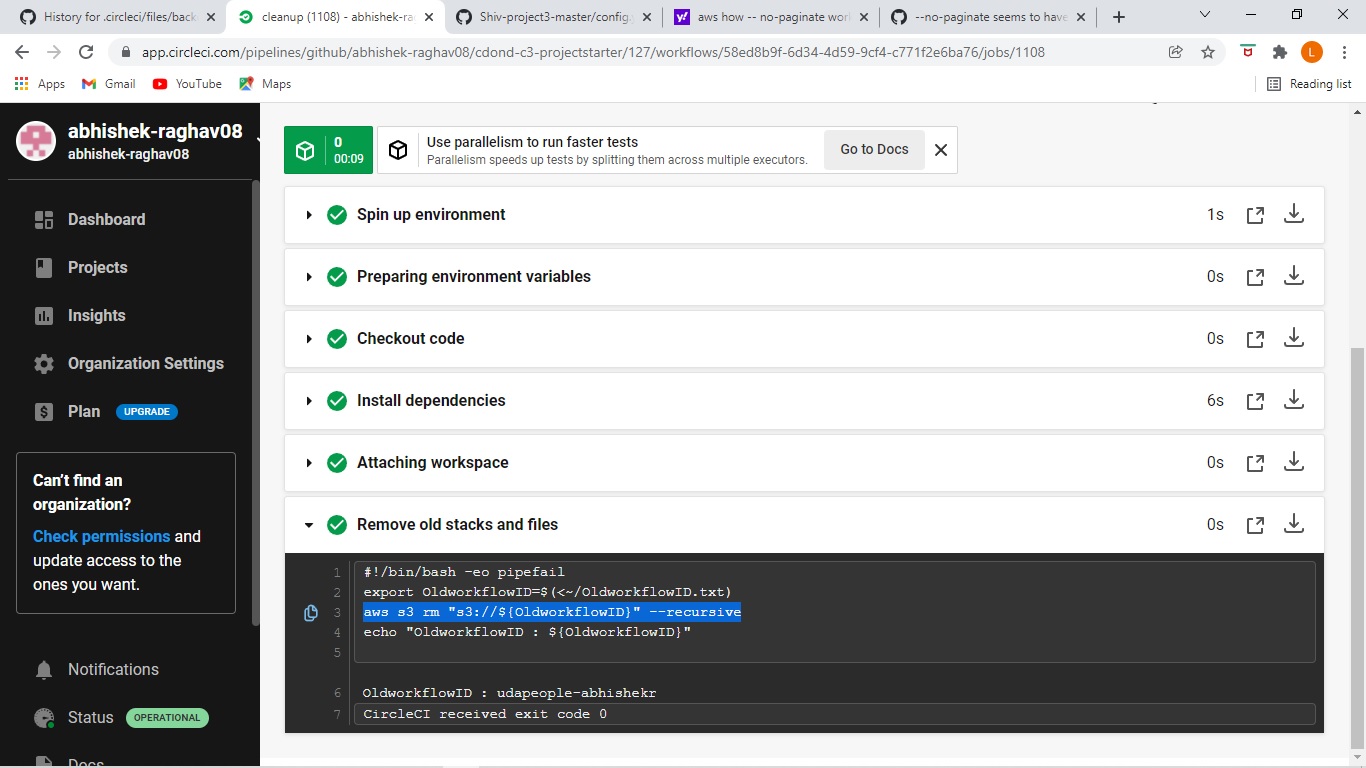 History for .circleci/files/back
cleanup (1108) - abhishek-ra
Shiv-project3-master/config.
aws how -- no-paginate wor
--no-paginate seems to have
app.circleci.com/pipelines/github/abhishek-raghav08/cdond-c3-projectstarter/127/workflows/58ed8b9f-6d34-4d59-9cf4-c771f2e6ba76/jobs/1108
L
Apps
Gmail
YouTube
Maps
Reading list
abhishek-raghav08
abhishek-raghav08
Dashboard
Projects
Insights
Organization Settings
Plan UPGRADE
Can't find an
organization?
Check permissions and
update access to the
ones you want.
Notifications
Status OPERATIONAL
Docs
0
00:09
Use parallelism to run faster tests
Parallelism speeds up tests by splitting them across multiple executors.
Go to Docs
Spin up environment 1s
Preparing environment variables 0s
Checkout code 0s
Install dependencies 6s
Attaching workspace 0s
Remove old stacks and files 0s
1 #!/bin/bash -eo pipefail
2 export OldworkflowID=$(<~/OldworkflowID.txt)
3 aws s3 rm "s3://${OldworkflowID}" --recursive
4 echo "OldworkflowID : ${OldworkflowID}"
5
6 OldworkflowID : udapeople-abhishekr
7 CircleCI received exit code 0